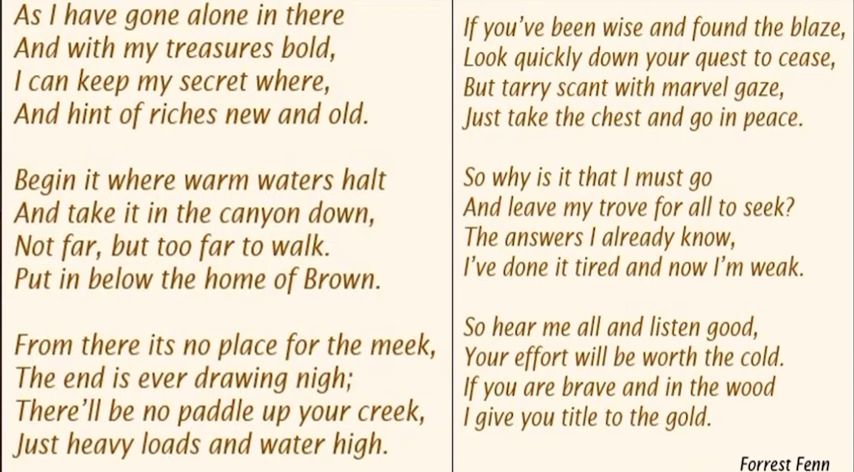 As I have gone alone in there
And with my treasures bold,
I can keep my secret where,
And hint of riches new and old.

Begin it where warm waters halt
And take it in the canyon down,
Not far, but too far to walk.
Put in below the home of Brown.

From there its no place for the meek,
The end is ever drawing nigh;
There'll be no paddle up your creek,
Just heavy loads and water high.

If you've been wise and found the blaze,
Look quickly down your quest to cease,
But tarry scant with marvel gaze,
Just take the chest and go in peace.

So why is it that I must go
And leave my trove for all to seek?
The answers I already know,
I've done it tired and now I'm weak.

So hear me all and listen good,
Your effort will be worth the cold.
If you are brave and in the wood
I give you title to the gold.

Forrest Fenn